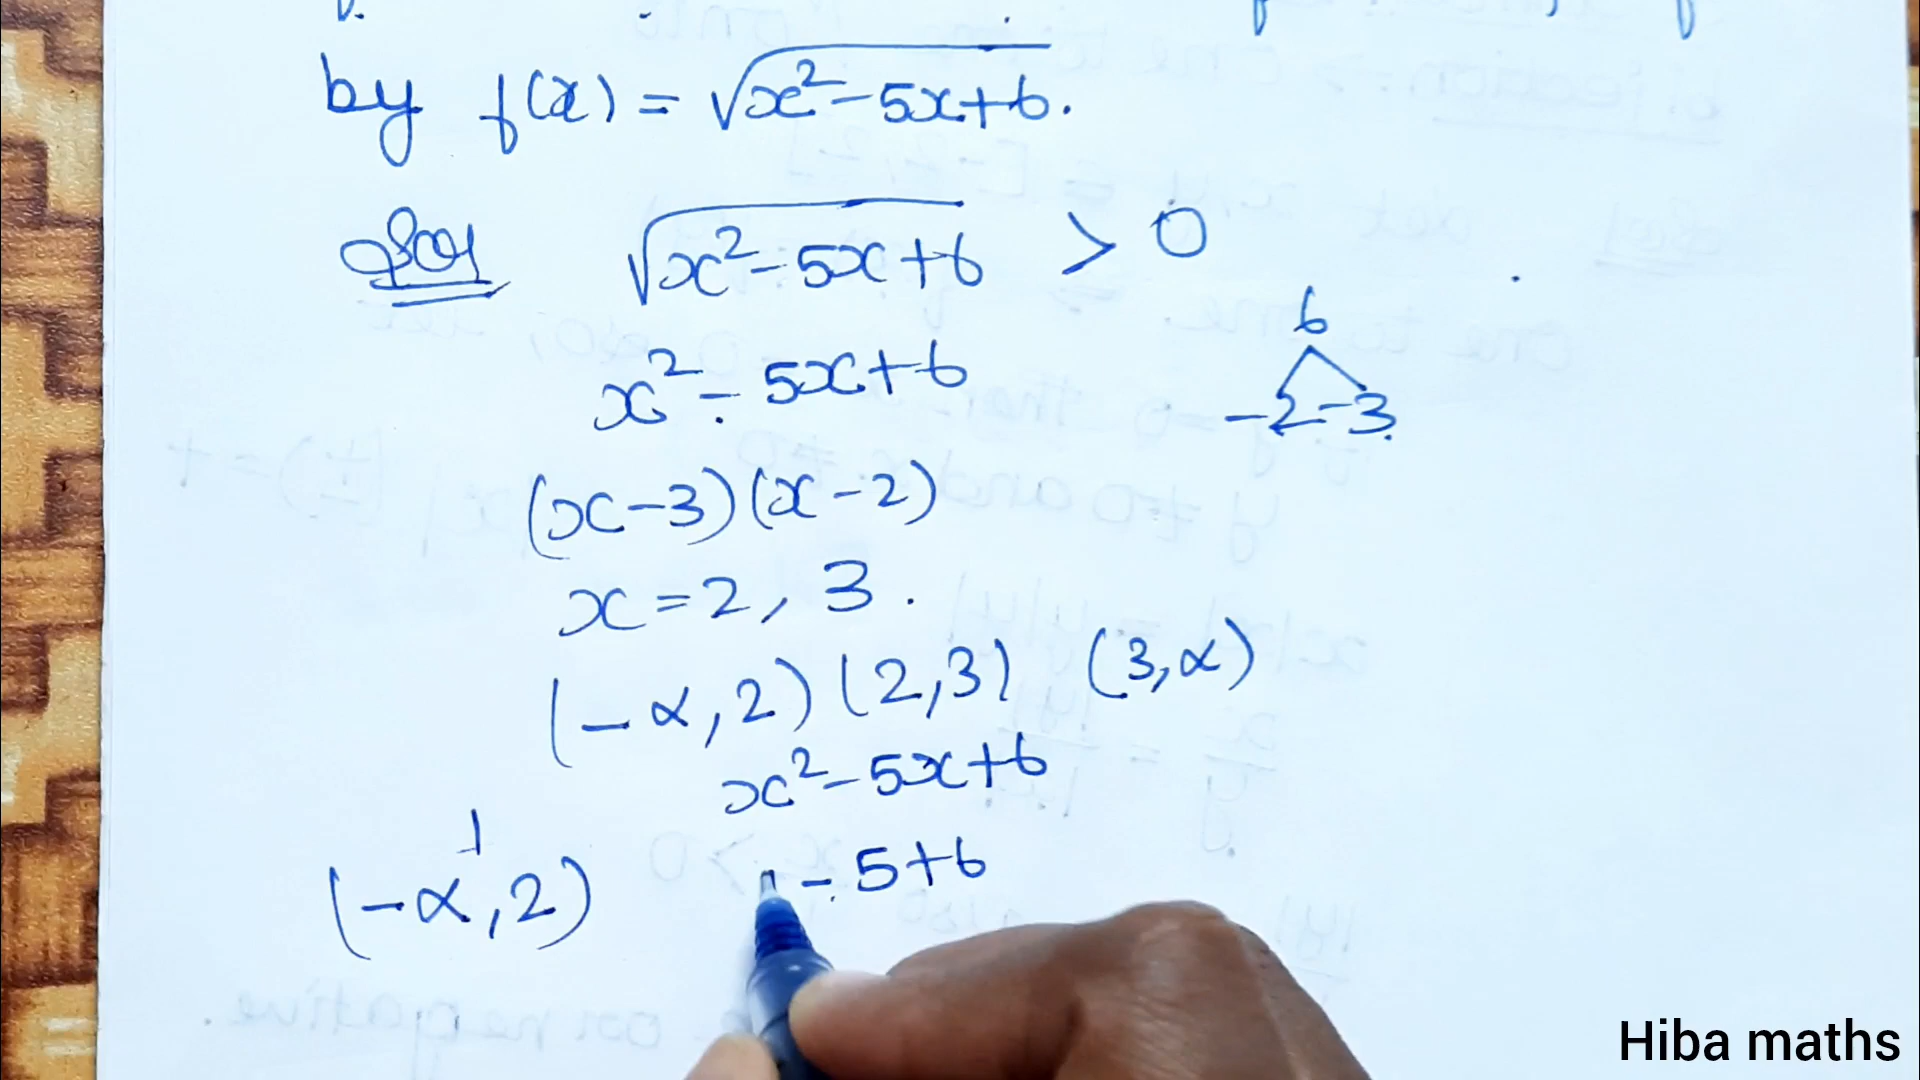 by f(x) = √x²-5x+6.
Sol √x²-5x+6 > 0
6
x²-5x+6
-2 -3
(x-3)(x-2)
x=2, 3.
(-α,2) (2,3) (3,α)
x²-5x+6
1
-5+6
(-α,2)
Hiba maths